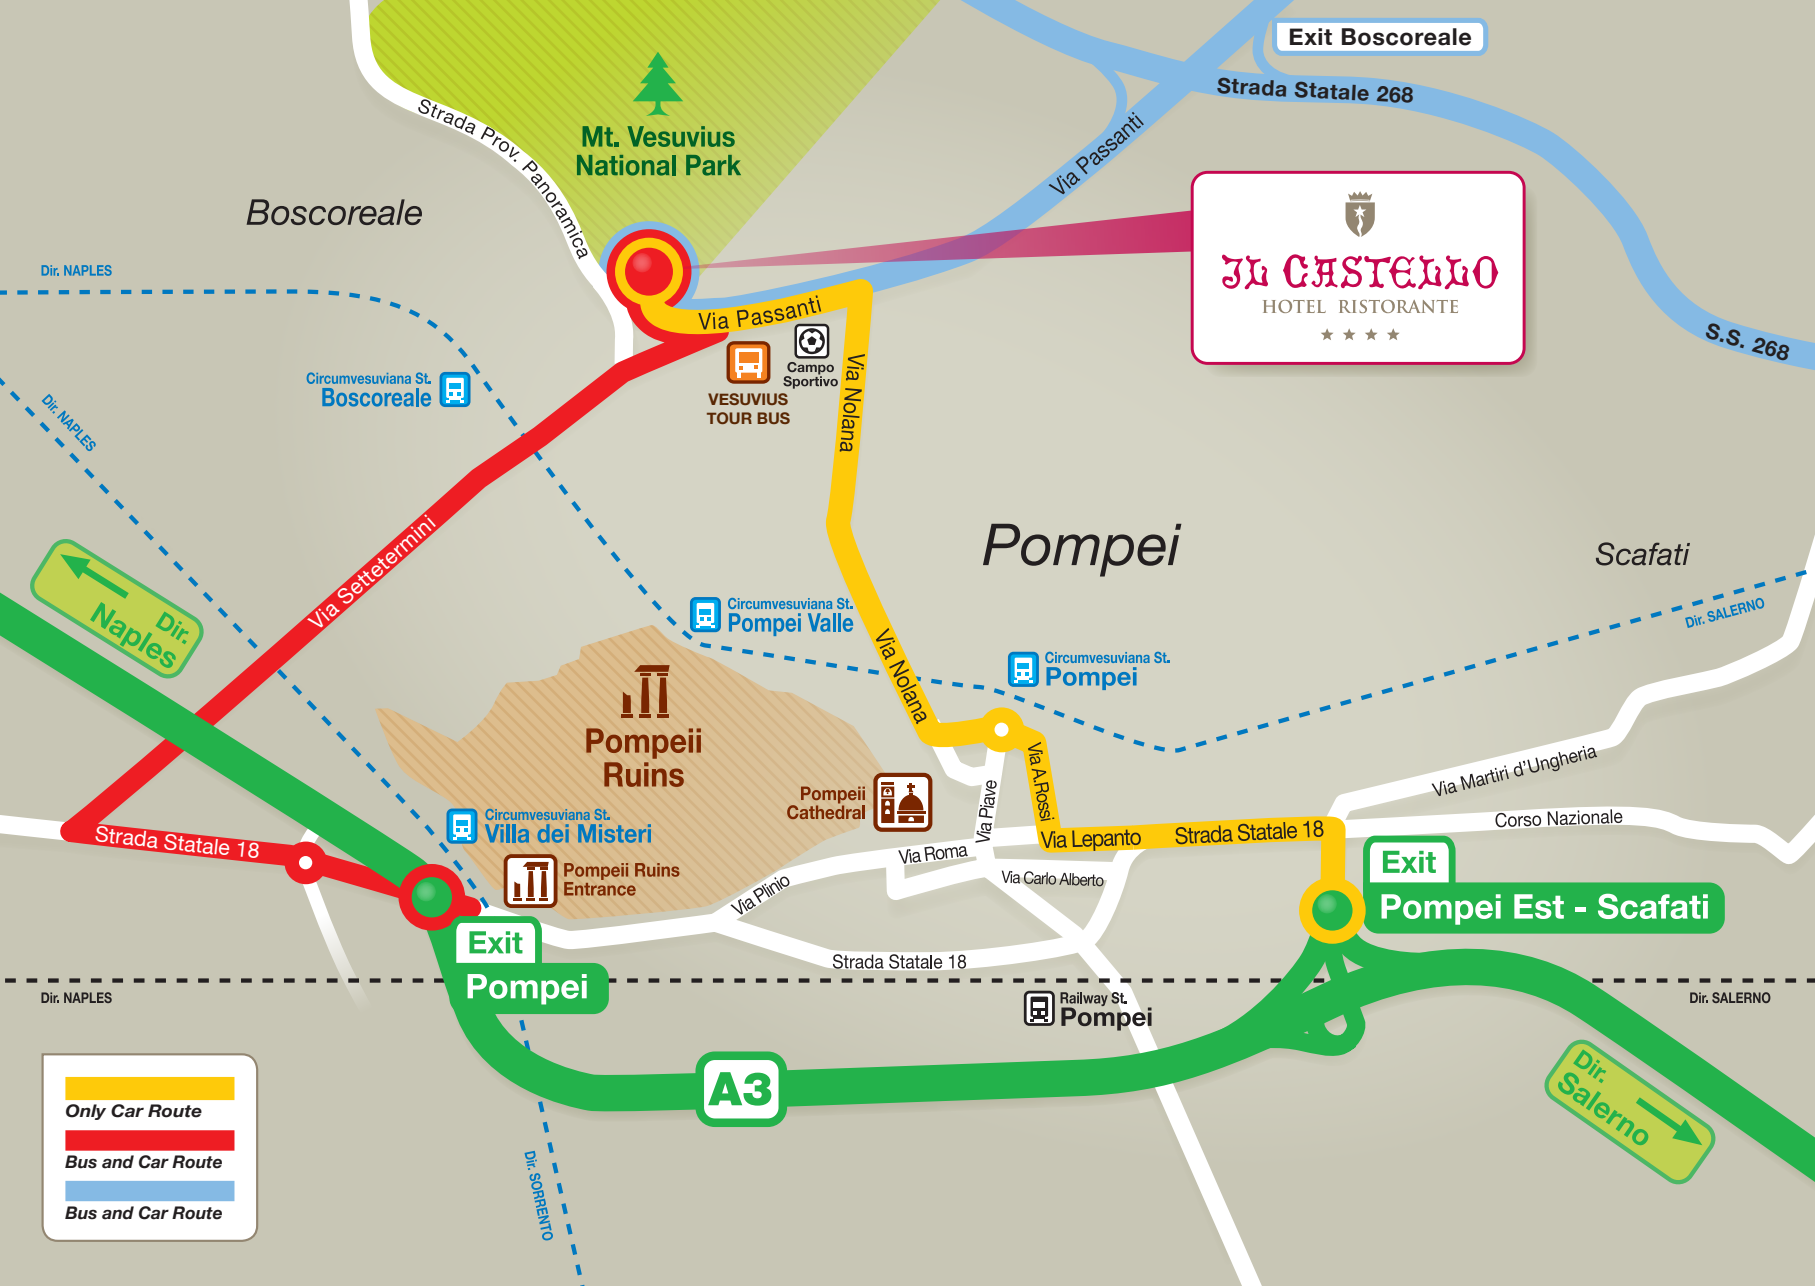 Exit Boscoreale
Strada Statale 268
Strada Prov. Panoramica
Mt. Vesuvius
National Park
Via Passanti
Boscoreale
IL CASTELLO
HOTEL RISTORANTE
Dir. NAPLES
Via Passanti
S.S. 268
Campo
Sportivo
VESUVIUS
TOUR BUS
Via Nolana
Circumvesuviana St.
Boscoreale
Dir. NAPLES
Via Settetermini
Pompei
Scafati
Dir.
Naples
Circumvesuviana St.
Pompei Valle
Via Nolana
Circumvesuviana St.
Pompei
Dir. SALERNO
Pompeii
Ruins
Via A.Rossi
Via Piave
Via Martiri d'Ungheria
Pompeii
Cathedral
Circumvesuviana St.
Villa dei Misteri
Strada Statale 18
Via Lepanto
Strada Statale 18
Corso Nazionale
Via Roma
Via Carlo Alberto
Via Plinio
Pompeii Ruins
Entrance
Exit
Pompei Est - Scafati
Exit
Pompei
Strada Statale 18
Dir. NAPLES
Railway St.
Pompei
Dir. SALERNO
A3
Dir.
Salerno
Dir. SORRENTO
Only Car Route
Bus and Car Route
Bus and Car Route